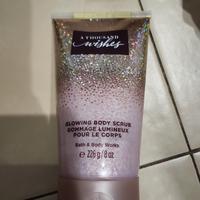 A THOUSAND
wishes
GLOWING BODY SCRUB
GOMMAGE LUMINEUX
POUR LE CORPS
Bath & Body Works
e 226 g / 8 oz